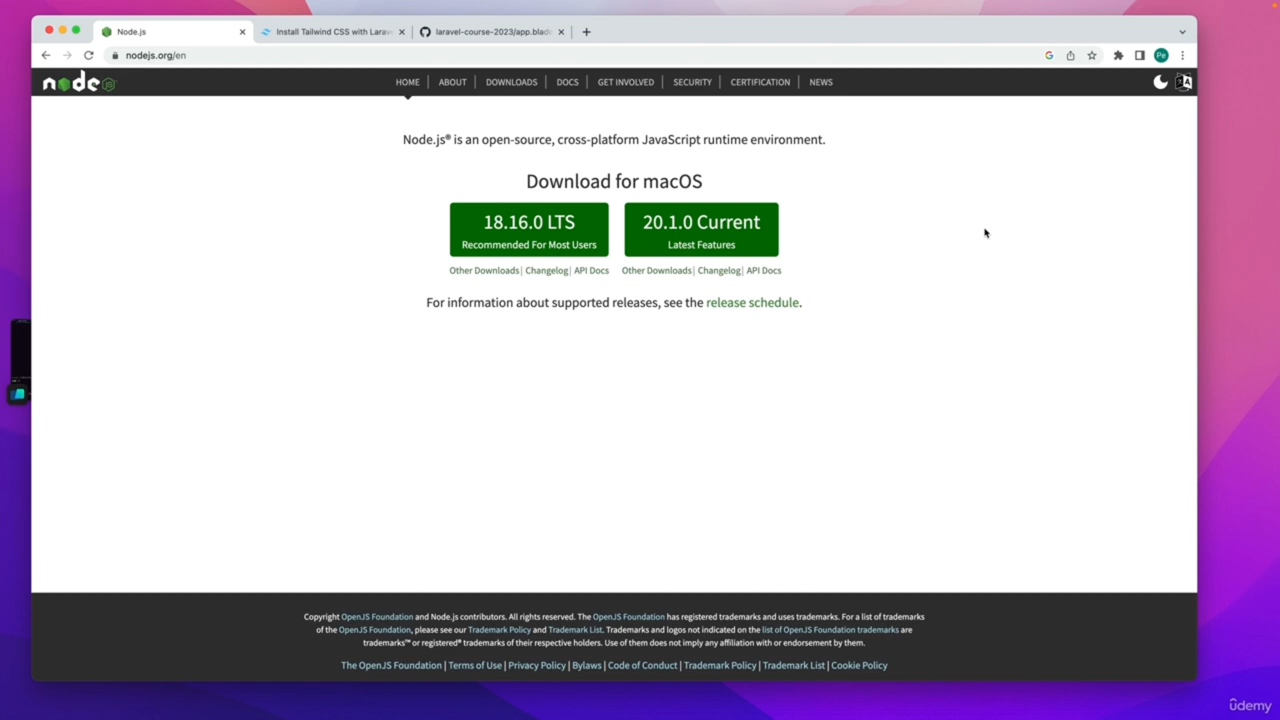 Node.js
Install Tailwind CSS with Larav
laravel-course-2023/app.blade
nodejs.org/en
Pe
node
HOME | ABOUT | DOWNLOADS | DOCS | GET INVOLVED | SECURITY | CERTIFICATION | NEWS
Node.js® is an open-source, cross-platform JavaScript runtime environment.
Download for macOS
18.16.0 LTS
Recommended For Most Users
20.1.0 Current
Latest Features
Other Downloads| Changelog| API Docs
Other Downloads| Changelog| API Docs
For information about supported releases, see the release schedule.
Copyright OpenJS Foundation and Node.js contributors. All rights reserved. The OpenJS Foundation has registered trademarks and uses trademarks. For a list of trademarks
of the OpenJS Foundation, please see our Trademark Policy and Trademark List. Trademarks and logos not indicated on the list of OpenJS Foundation trademarks are
trademarks™ or registered® trademarks of their respective holders. Use of them does not imply any affiliation with or endorsement by them.
The OpenJS Foundation | Terms of Use | Privacy Policy | Bylaws | Code of Conduct | Trademark Policy | Trademark List | Cookie Policy
ûdemy